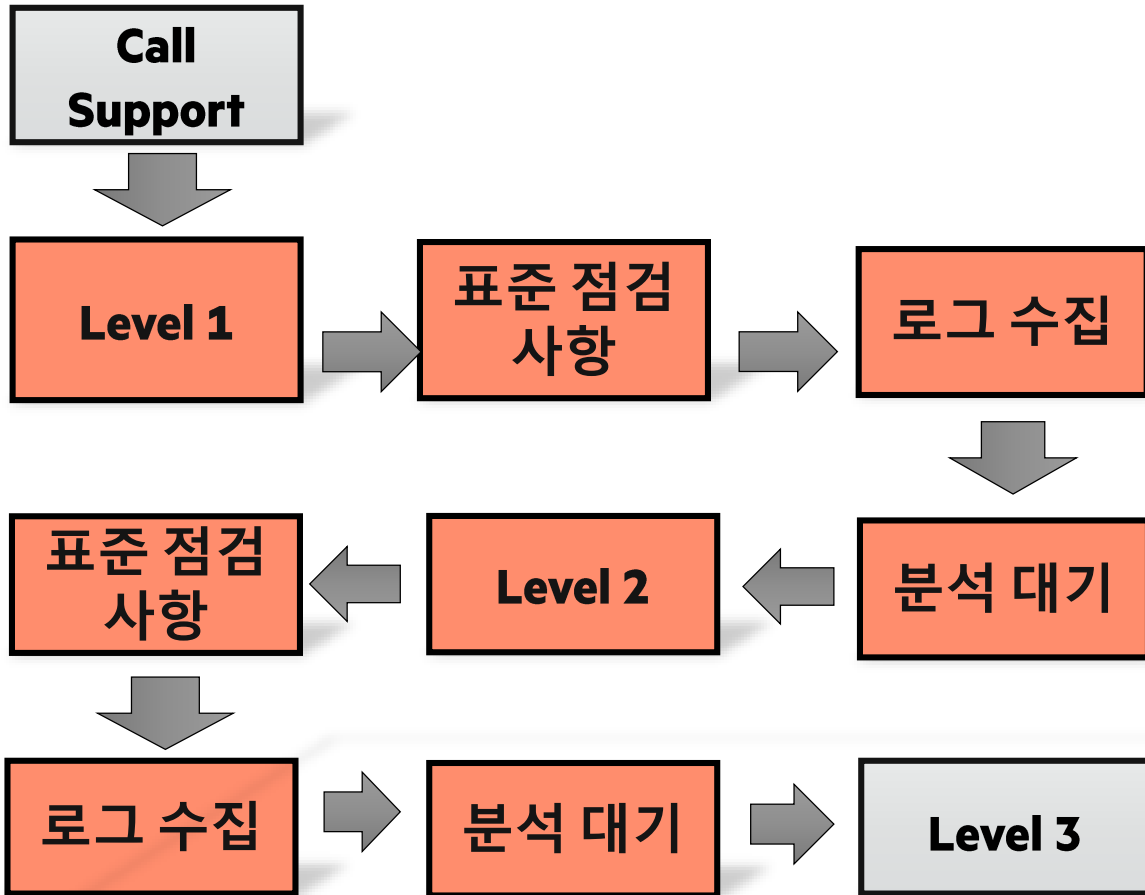 Call
Support
Level 1
표준 점검
사항
로그 수집
분석 대기
Level 2
표준 점검
사항
로그 수집
분석 대기
Level 3